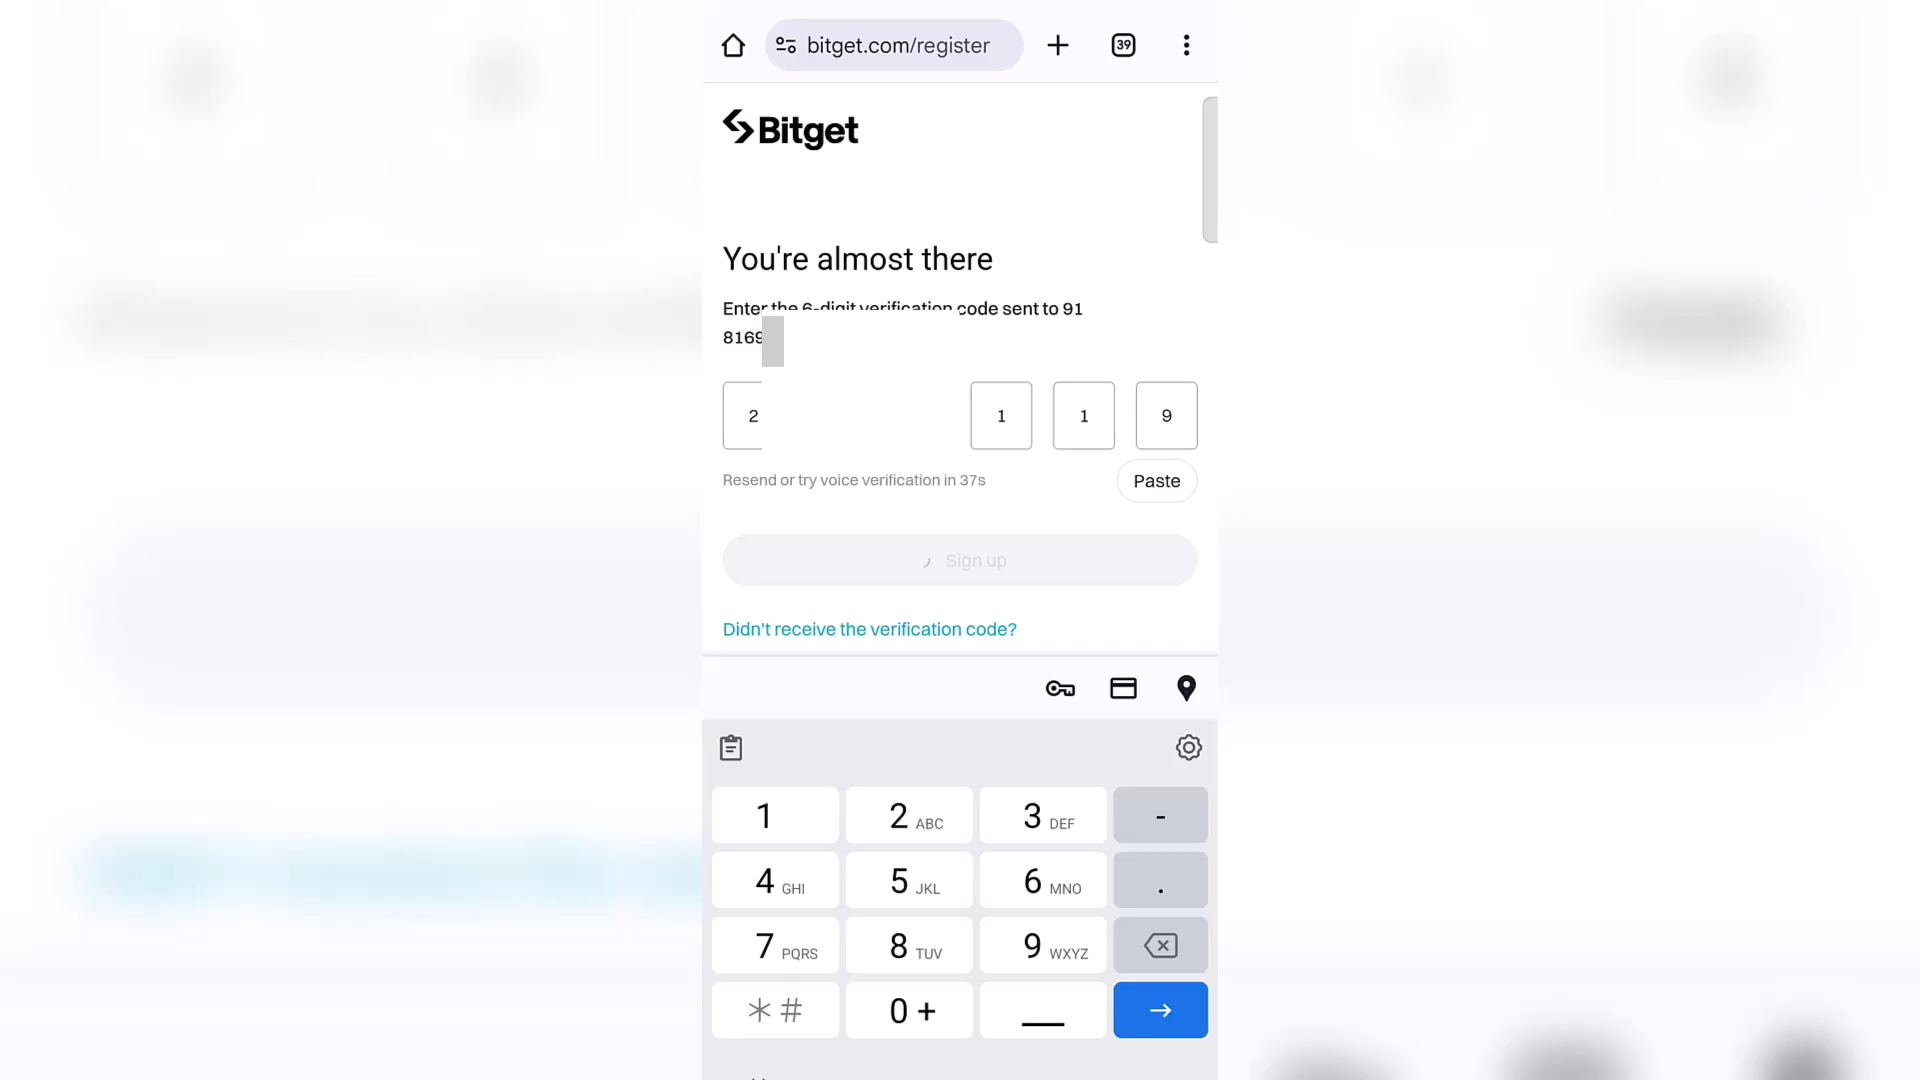 39
bitget.com/register
Bitget
You're almost there
Enter the 6-digit verification code sent to 91
8169
2 1 1 9
Resend or try voice verification in 37s
Paste
Sign up
Didn't receive the verification code?
1 2 ABC 3 DEF -
4 GHI 5 JKL 6 MNO .
7 PQRS 8 TUV 9 WXYZ
*# 0 +